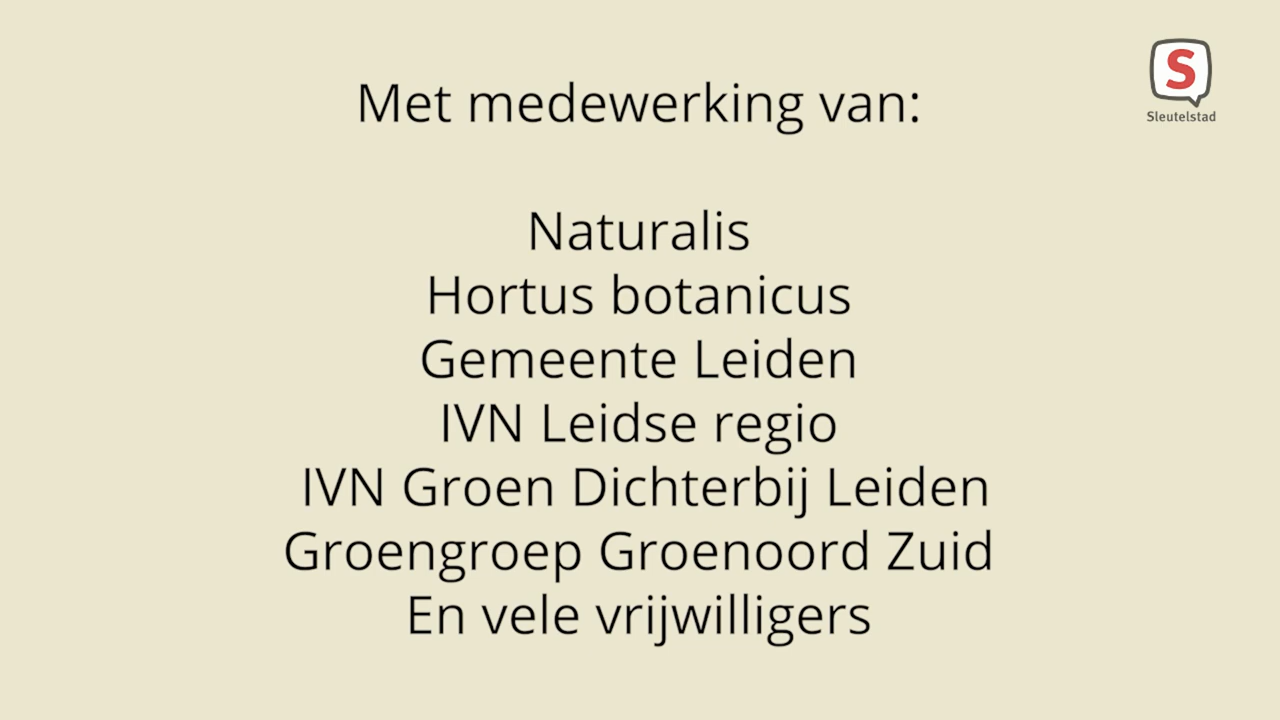 Met medewerking van:
S
Sleutelstad
Naturalis
Hortus botanicus
Gemeente Leiden
IVN Leidse regio
IVN Groen Dichterbij Leiden
Groengroep Groenoord Zuid
En vele vrijwilligers